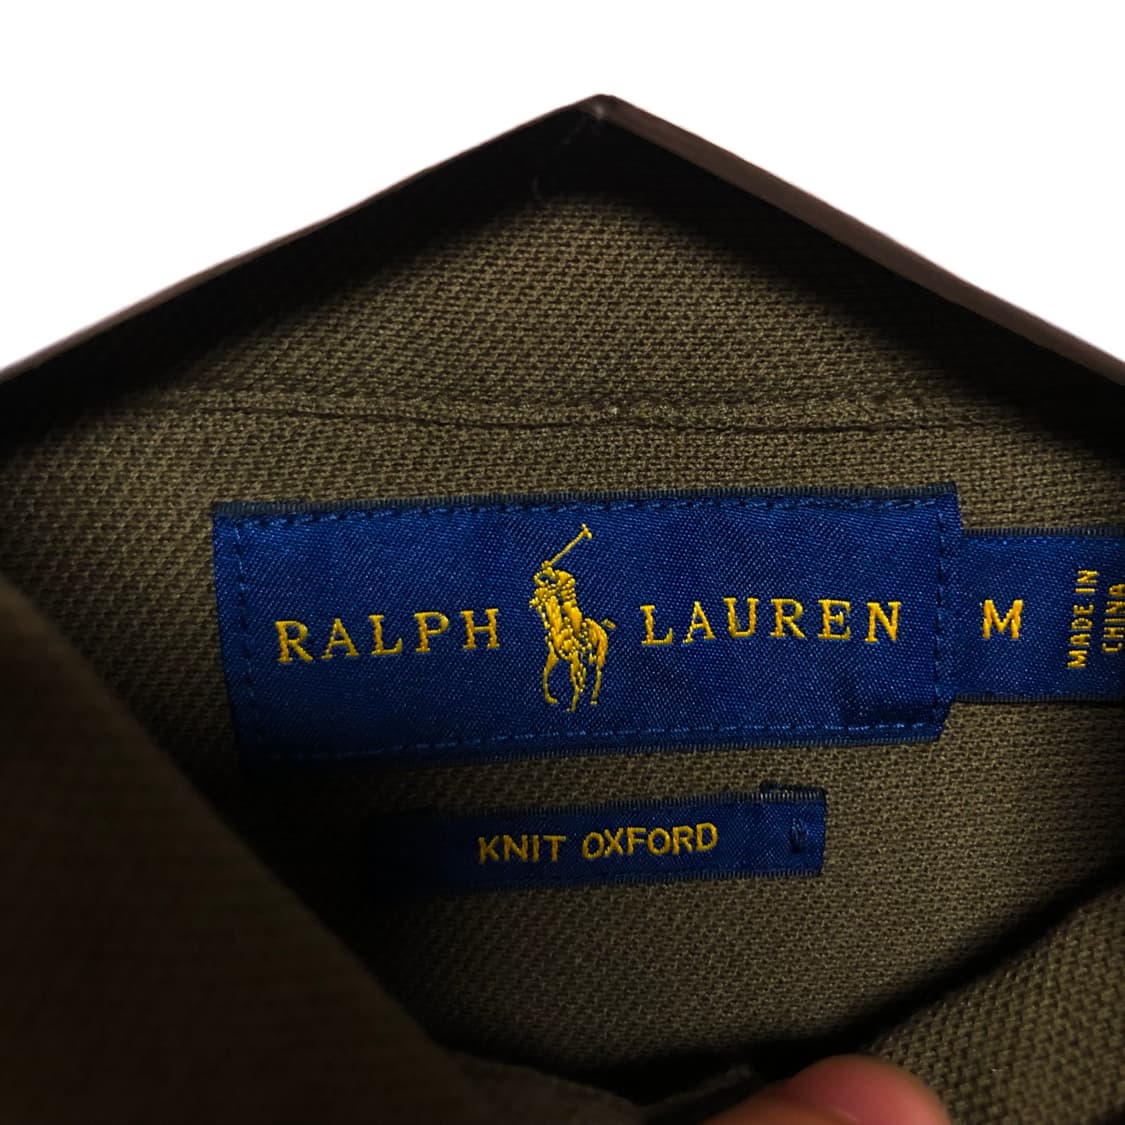 RALPH LAUREN
M
MADE IN
CHINA
KNIT OXFORD